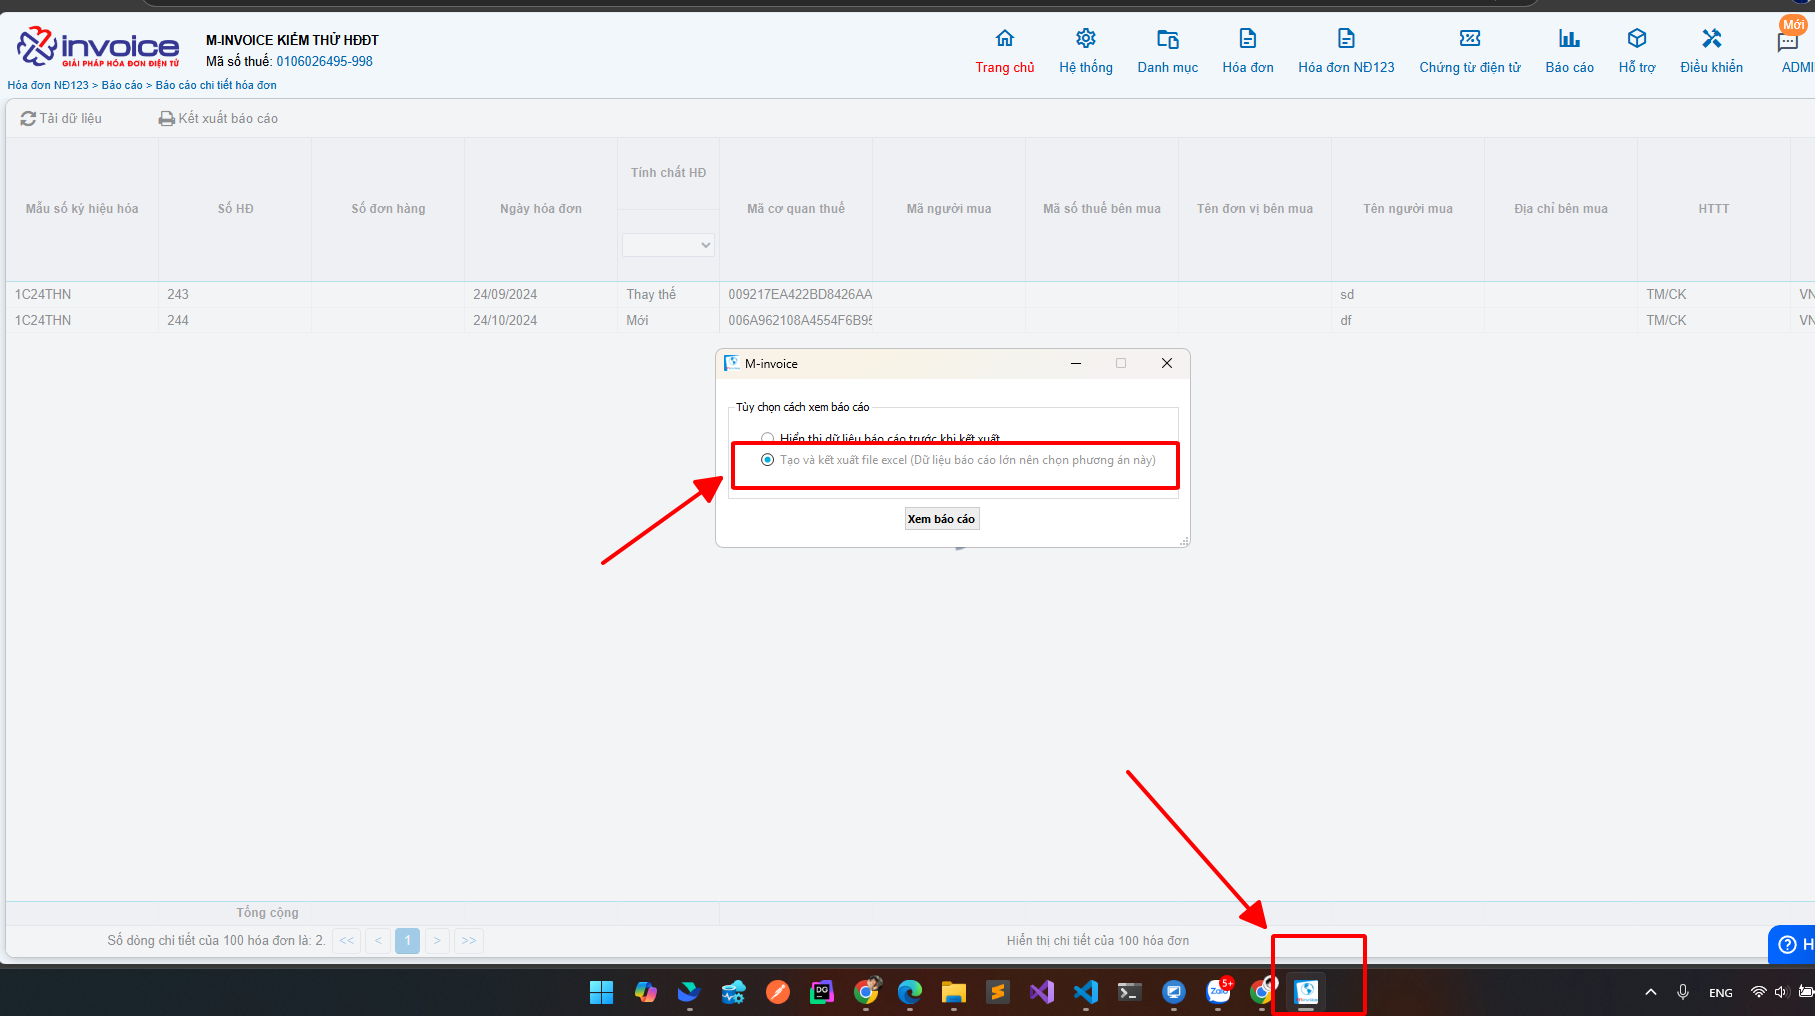 invoice
GIẢI PHÁP HÓA ĐƠN ĐIỆN TỬ
M-INVOICE KIỂM THỬ HĐĐT
Mã số thuế: 0106026495-998
Trang chủ
Hệ thống
Danh mục
Hóa đơn
Hóa đơn NĐ123
Chứng từ điện tử
Báo cáo
Hỗ trợ
Điều khiển
Mới
ADMI
Hóa đơn NĐ123 > Báo cáo > Báo cáo chi tiết hóa đơn
Tải dữ liệu
Kết xuất báo cáo
Mẫu số ký hiệu hóa
Số HĐ
Số đơn hàng
Ngày hóa đơn
Tính chất HĐ
Mã cơ quan thuế
Mã người mua
Mã số thuế bên mua
Tên đơn vị bên mua
Tên người mua
Địa chỉ bên mua
HTTT
1C24THN 243 24/09/2024 Thay thế 009217EA422BD8426AA sd TM/CK VN
1C24THN 244 24/10/2024 Mới 006A962108A4554F6B95 df TM/CK VN
M-invoice
Tùy chọn cách xem báo cáo
Hiển thị dữ liệu báo cáo trước khi kết xuất
Tạo và kết xuất file excel (Dữ liệu báo cáo lớn nên chọn phương án này)
Xem báo cáo
Tổng cộng
Số dòng chi tiết của 100 hóa đơn là: 2. << < 1 > >>
Hiển thị chi tiết của 100 hóa đơn
H
DG
Zalo
5+
ENG